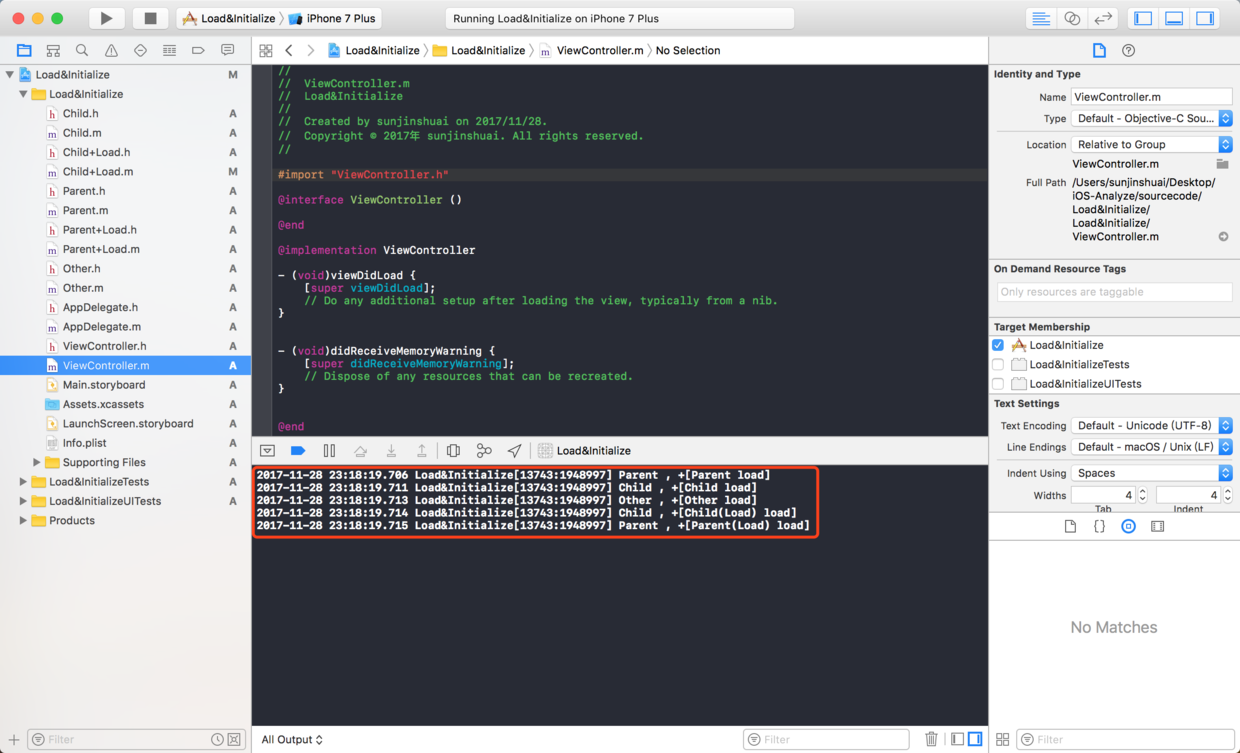 Load&Initialize
iPhone 7 Plus
Running Load&Initialize on iPhone 7 Plus
Load&Initialize
Load&Initialize
ViewController.m
No Selection
Load&Initialize M
Load&Initialize
Child.h A
Child.m A
Child+Load.h A
Child+Load.m M
Parent.h A
Parent.m A
Parent+Load.h A
Parent+Load.m A
Other.h A
Other.m A
AppDelegate.h A
AppDelegate.m A
ViewController.h A
ViewController.m A
Main.storyboard A
Assets.xcassets A
LaunchScreen.storyboard A
Info.plist A
Supporting Files A
Load&InitializeTests A
Load&InitializeUITests A
Products
Filter
//
// ViewController.m
// Load&Initialize
//
// Created by sunjinshuai on 2017/11/28.
// Copyright © 2017年 sunjinshuai. All rights reserved.
//
#import "ViewController.h"
@interface ViewController ()
@end
@implementation ViewController
- (void)viewDidLoad {
[super viewDidLoad];
// Do any additional setup after loading the view, typically from a nib.
}
- (void)didReceiveMemoryWarning {
[super didReceiveMemoryWarning];
// Dispose of any resources that can be recreated.
}
@end
Load&Initialize
2017-11-28 23:18:19.706 Load&Initialize[13743:1948997] Parent , +[Parent load]
2017-11-28 23:18:19.711 Load&Initialize[13743:1948997] Child , +[Child load]
2017-11-28 23:18:19.713 Load&Initialize[13743:1948997] Other , +[Other load]
2017-11-28 23:18:19.714 Load&Initialize[13743:1948997] Child , +[Child(Load) load]
2017-11-28 23:18:19.715 Load&Initialize[13743:1948997] Parent , +[Parent(Load) load]
All Output
Filter
Identity and Type
Name ViewController.m
Type Default - Objective-C Sou...
Location Relative to Group
ViewController.m
Full Path /Users/sunjinshuai/Desktop/
iOS-Analyze/sourcecode/
Load&Initialize/
Load&Initialize/
ViewController.m
On Demand Resource Tags
Only resources are taggable
Target Membership
Load&Initialize
Load&InitializeTests
Load&InitializeUITests
Text Settings
Text Encoding Default - Unicode (UTF-8)
Line Endings Default - macOS / Unix (LF)
Indent Using Spaces
Widths 4 4
Tab Indent
{}
No Matches
Filter